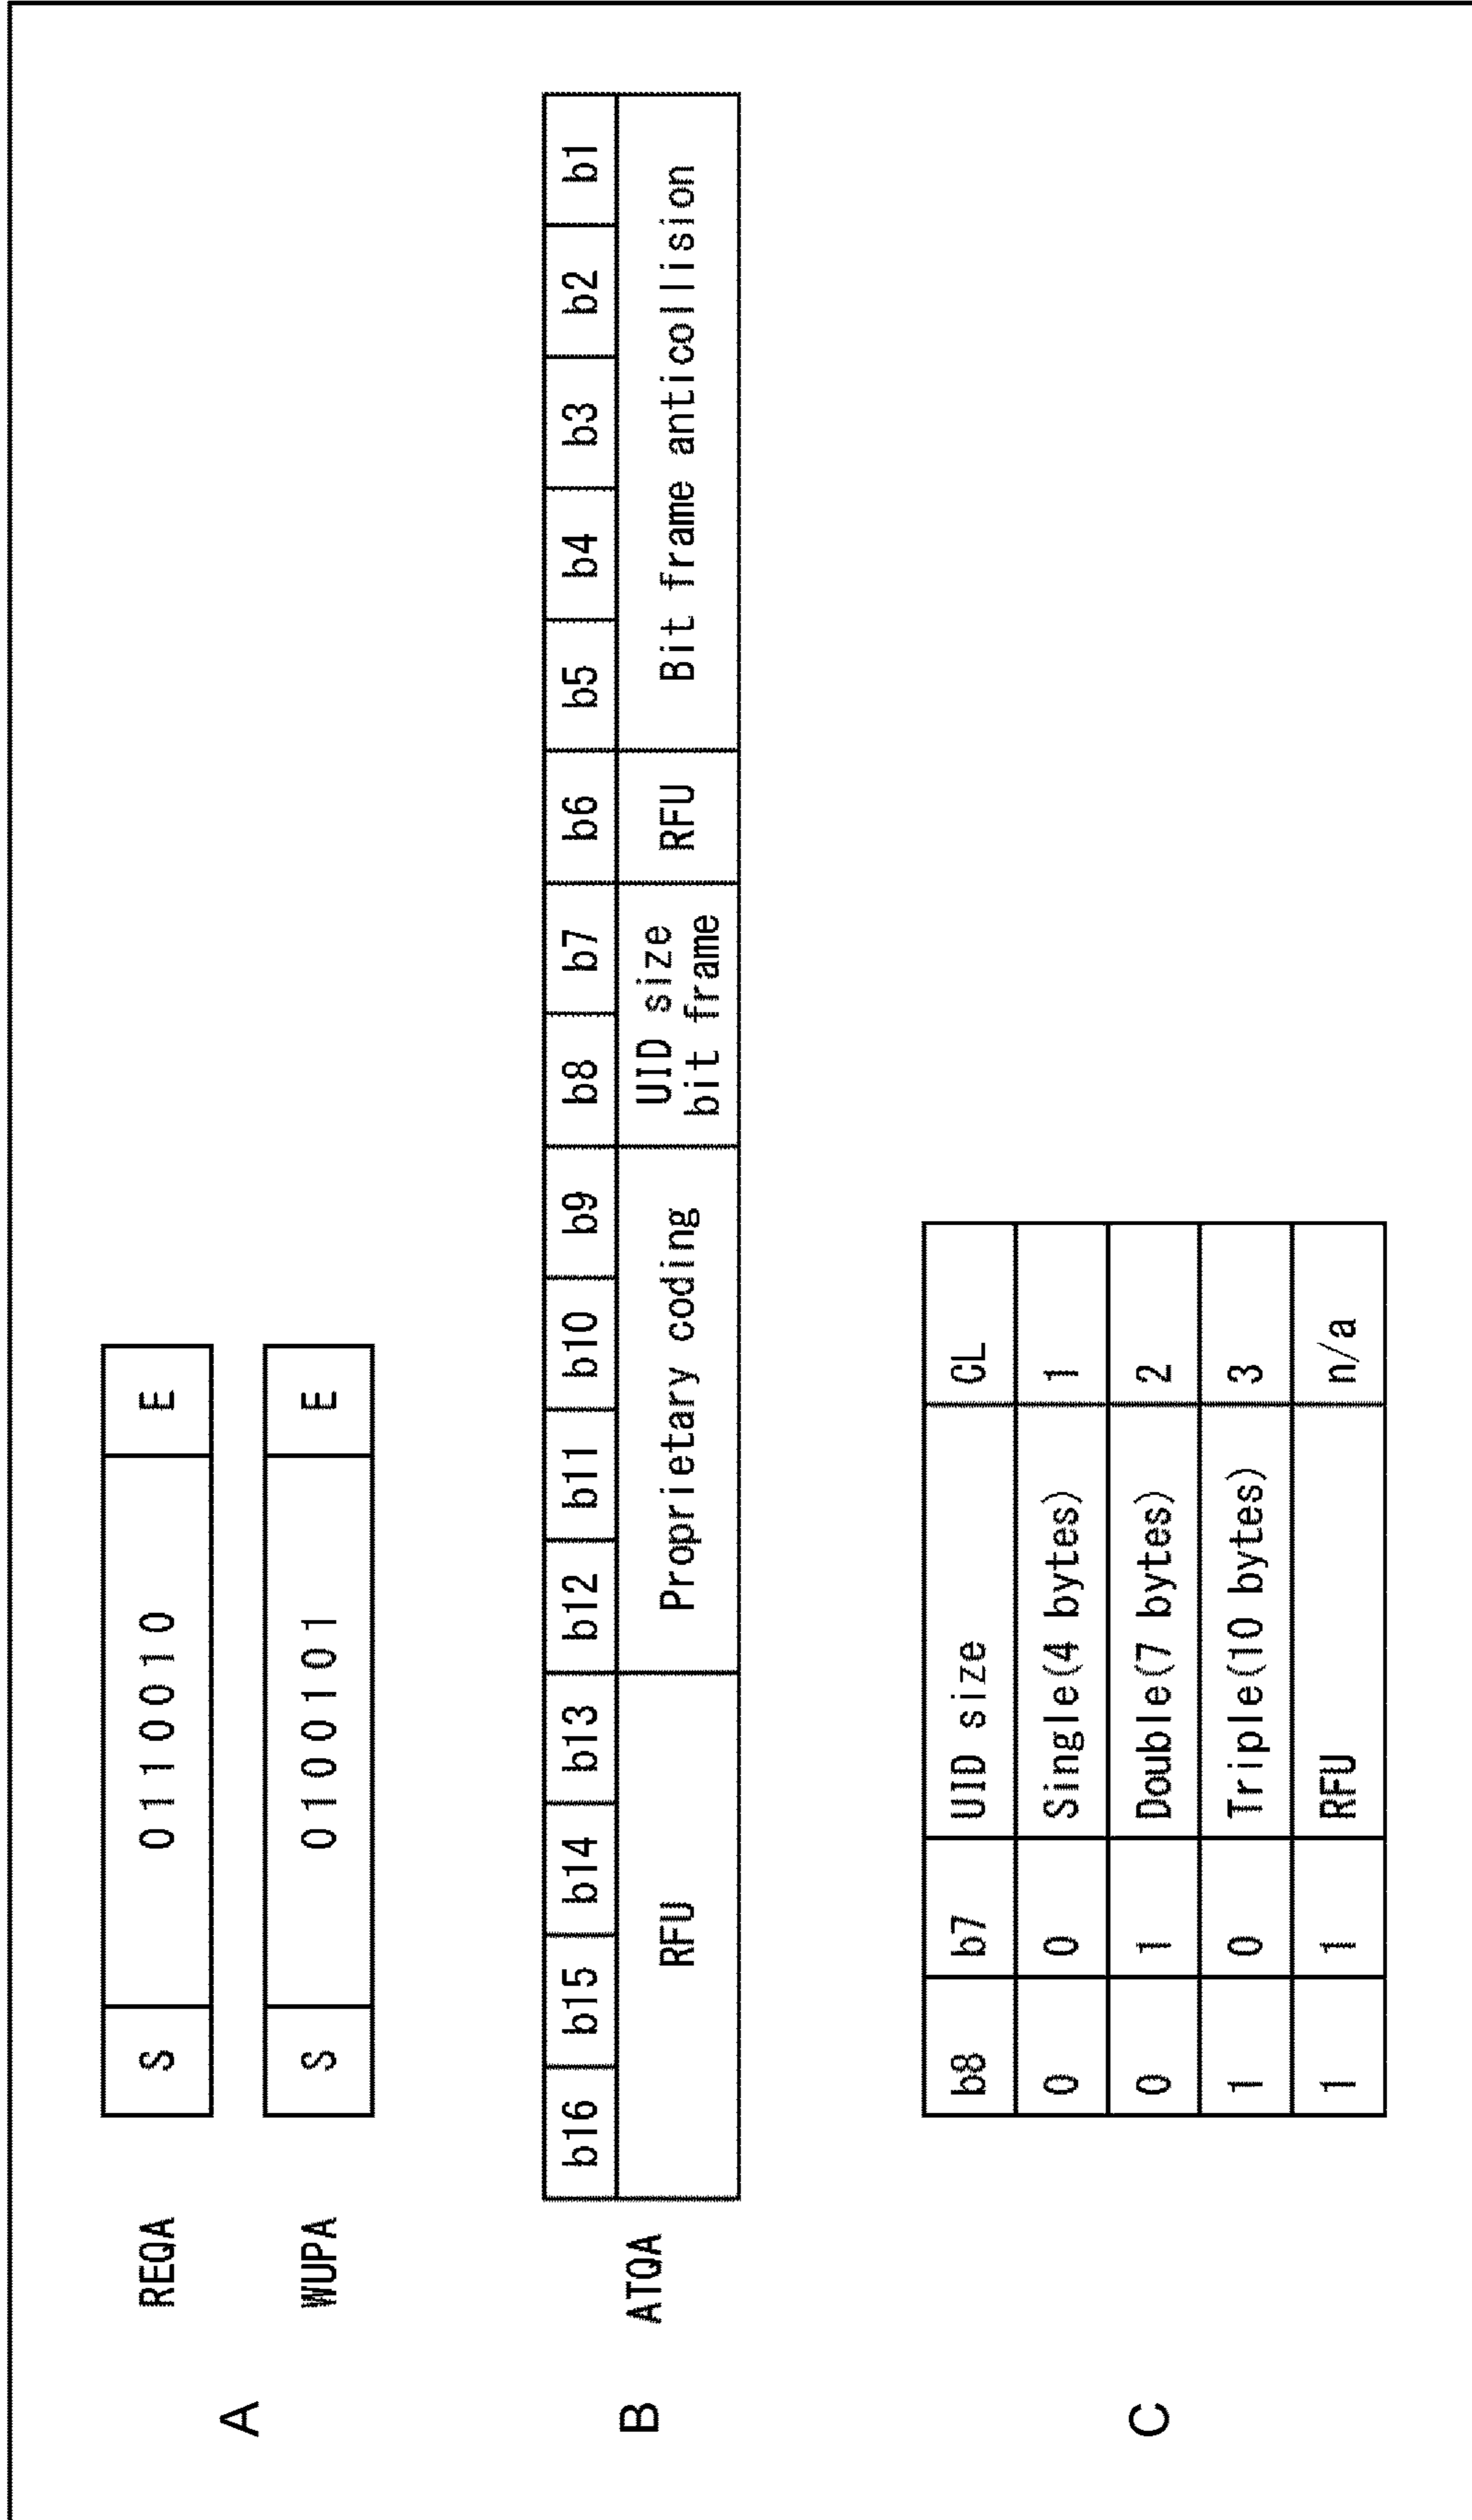 A
REQA S 0110010 E
WUPA S 0100101 E
B
ATQA
b16 b15 b14 b13 b12 b11 b10 b9 b8 b7 b6 b5 b4 b3 b2 b1
RFU Proprietary coding UID size bit frame RFU Bit frame anticollision
C
b8 b7 UID size CL
0 0 Single(4 bytes) 1
0 1 Double(7 bytes) 2
1 0 Triple(10 bytes) 3
1 1 RFU n/a